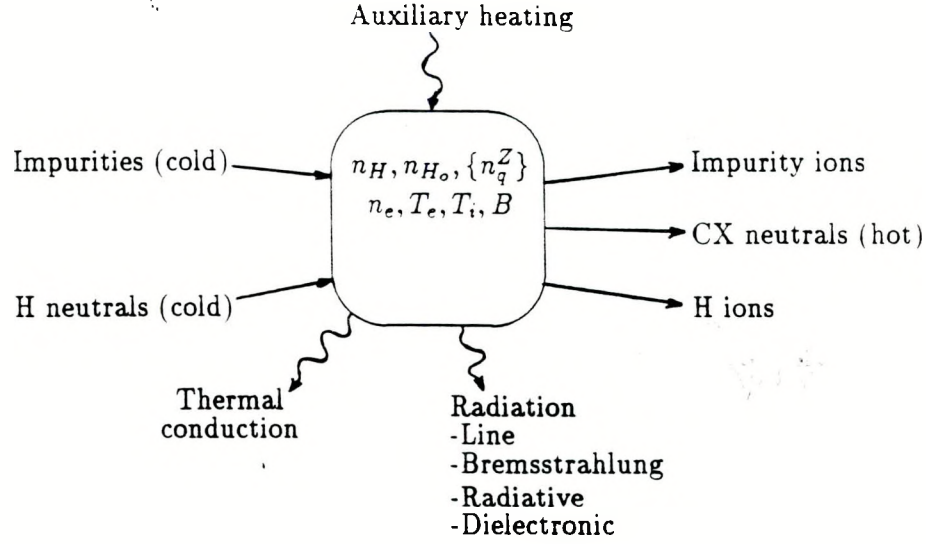 Auxiliary heating
Impurities (cold)
n_H, n_{H_o}, {n_q^Z}
n_e, T_e, T_i, B
Impurity ions
CX neutrals (hot)
H neutrals (cold)
H ions
Thermal
conduction
Radiation
-Line
-Bremsstrahlung
-Radiative
-Dielectronic